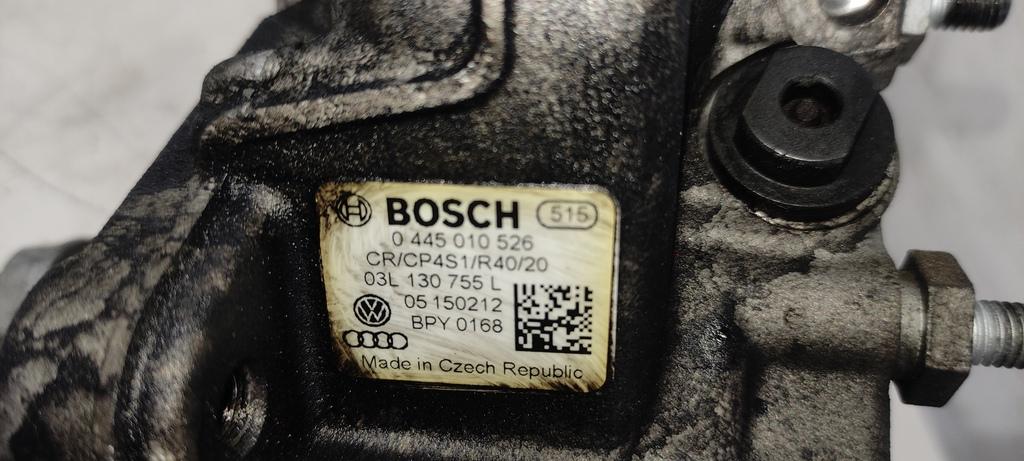 BOSCH 515
0 445 010 526
CR/CP4S1/R40/20
03L 130 755 L
05 150212
BPY 0168
Made in Czech Republic